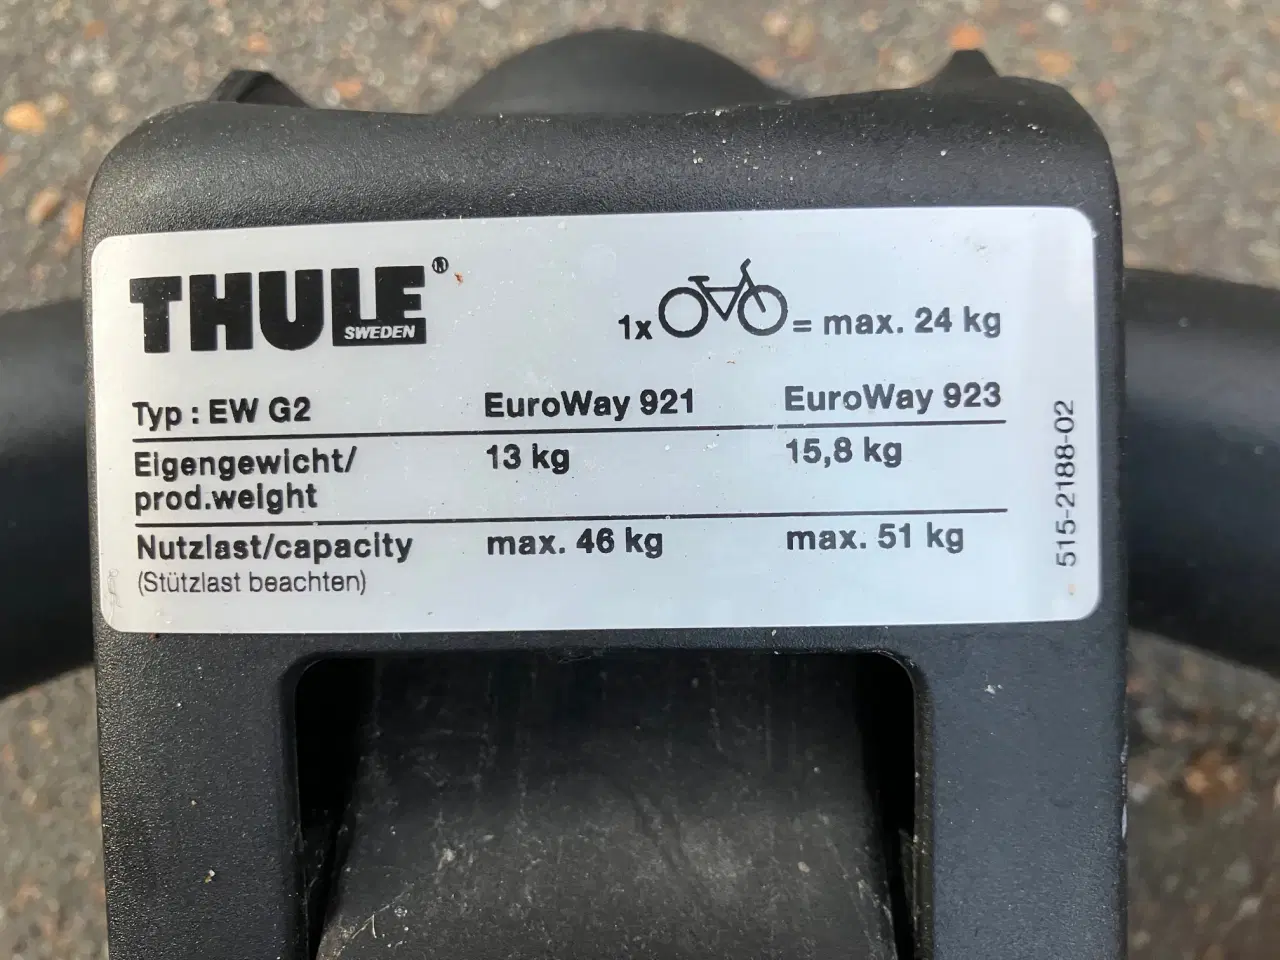 THULE®
SWEDEN
1x = max. 24 kg
Typ : EW G2 EuroWay 921 EuroWay 923
Eigengewicht/ 13 kg 15,8 kg
prod.weight
Nutzlast/capacity max. 46 kg max. 51 kg
(Stützlast beachten)
515-2188-02